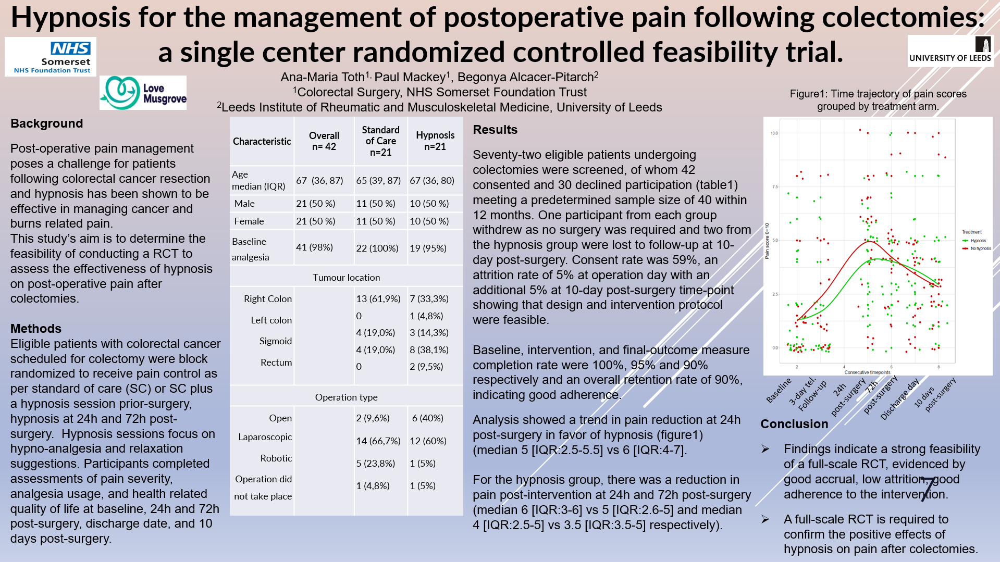 Hypnosis for the management of postoperative pain following colectomies:
a single center randomized controlled feasibility trial.
NHS
Somerset
NHS Foundation Trust
Love
Musgrove
UNIVERSITY OF LEEDS
Ana-Maria Toth1, Paul Mackey1, Begonya Alcacer-Pitarch2
1Colorectal Surgery, NHS Somerset Foundation Trust
2Leeds Institute of Rheumatic and Musculoskeletal Medicine, University of Leeds
Background
Post-operative pain management
poses a challenge for patients
following colorectal cancer resection
and hypnosis has been shown to be
effective in managing cancer and
burns related pain.
This study's aim is to determine the
feasibility of conducting a RCT to
assess the effectiveness of hypnosis
on post-operative pain after
colectomies.
Methods
Eligible patients with colorectal cancer
scheduled for colectomy were block
randomized to receive pain control as
per standard of care (SC) or SC plus
a hypnosis session prior-surgery,
hypnosis at 24h and 72h post-
surgery.  Hypnosis sessions focus on
hypno-analgesia and relaxation
suggestions. Participants completed
assessments of pain severity,
analgesia usage, and health related
quality of life at baseline, 24h and 72h
post-surgery, discharge date, and 10
days post-surgery.
Characteristic Overall n= 42 Standard of Care n=21 Hypnosis n=21
Age median (IQR) 67  (36, 87) 65 (39, 87) 67 (36, 80)
Male 21 (50 %) 11 (50 %) 10 (50 %)
Female 21 (50 %) 11 (50 %) 10 (50 %)
Baseline analgesia 41 (98%) 22 (100%) 19 (95%)
Tumour location
Right Colon 13 (61,9%) 7 (33,3%)
Left colon 0 1 (4,8%)
Sigmoid 4 (19,0%) 3 (14,3%)
Rectum 4 (19,0%) 8 (38,1%)
0 2 (9,5%)
Operation type
Open 2 (9,6%) 6 (40%)
Laparoscopic 14 (66,7%) 12 (60%)
Robotic 5 (23,8%) 1 (5%)
Operation did not take place 1 (4,8%) 1 (5%)
Results
Seventy-two eligible patients undergoing
colectomies were screened, of whom 42
consented and 30 declined participation (table1)
meeting a predetermined sample size of 40 within
12 months. One participant from each group
withdrew as no surgery was required and two from
the hypnosis group were lost to follow-up at 10-
day post-surgery. Consent rate was 59%, an
attrition rate of 5% at operation day with an
additional 5% at 10-day post-surgery time-point
showing that design and intervention protocol
were feasible.
Baseline, intervention, and final-outcome measure
completion rate were 100%, 95% and 90%
respectively and an overall retention rate of 90%,
indicating good adherence.
Analysis showed a trend in pain reduction at 24h
post-surgery in favor of hypnosis (figure1)
(median 5 [IQR:2.5-5.5] vs 6 [IQR:4-7].
For the hypnosis group, there was a reduction in
pain post-intervention at 24h and 72h post-surgery
(median 6 [IQR:3-6] vs 5 [IQR:2.6-5] and median
4 [IQR:2.5-5] vs 3.5 [IQR:3.5-5] respectively).
Figure1: Time trajectory of pain scores
grouped by treatment arm.
Pain score 0–10
10.0
7.5
5.0
2.5
0.0
2 4 6 8
Consecutive timepoints
Treatment
Hypnosis
No hypnosis
Baseline
3-day tel.
Follow-up
24h
post-surgery
72h
post-surgery
Discharge day
10 days
post-surgery
Conclusion
➢ Findings indicate a strong feasibility
of a full-scale RCT, evidenced by
good accrual, low attrition, good
adherence to the intervention.
7
➢ A full-scale RCT is required to
confirm the positive effects of
hypnosis on pain after colectomies.